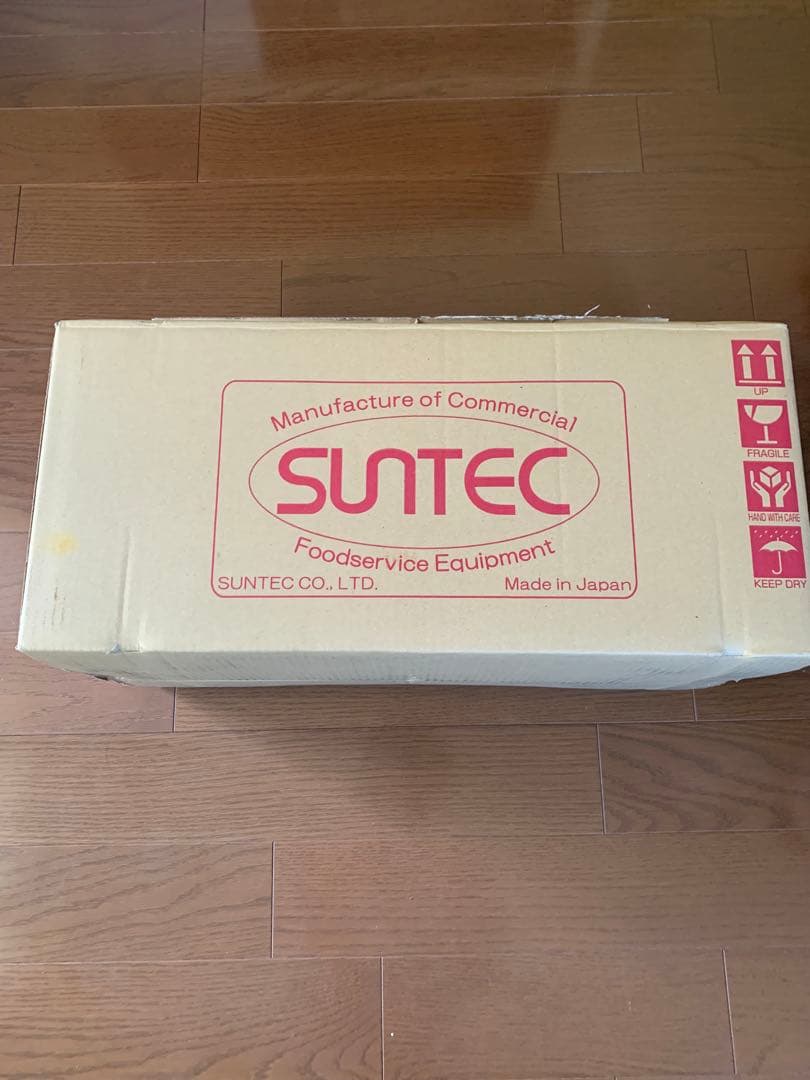 Manufacture of Commercial
SUNTEC
Foodservice Equipment
SUNTEC CO., LTD.
Made in Japan
UP
FRAGILE
HAND WITH CARE
KEEP DRY